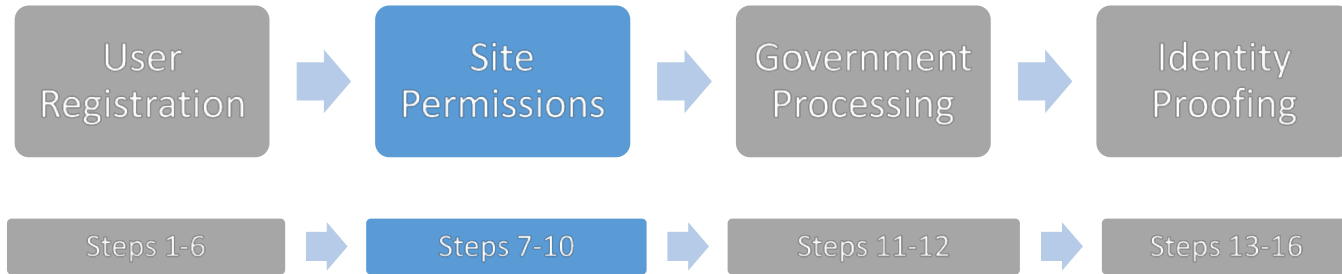 User
Registration
Site
Permissions
Government
Processing
Identity
Proofing
Steps 1-6
Steps 7-10
Steps 11-12
Steps 13-16